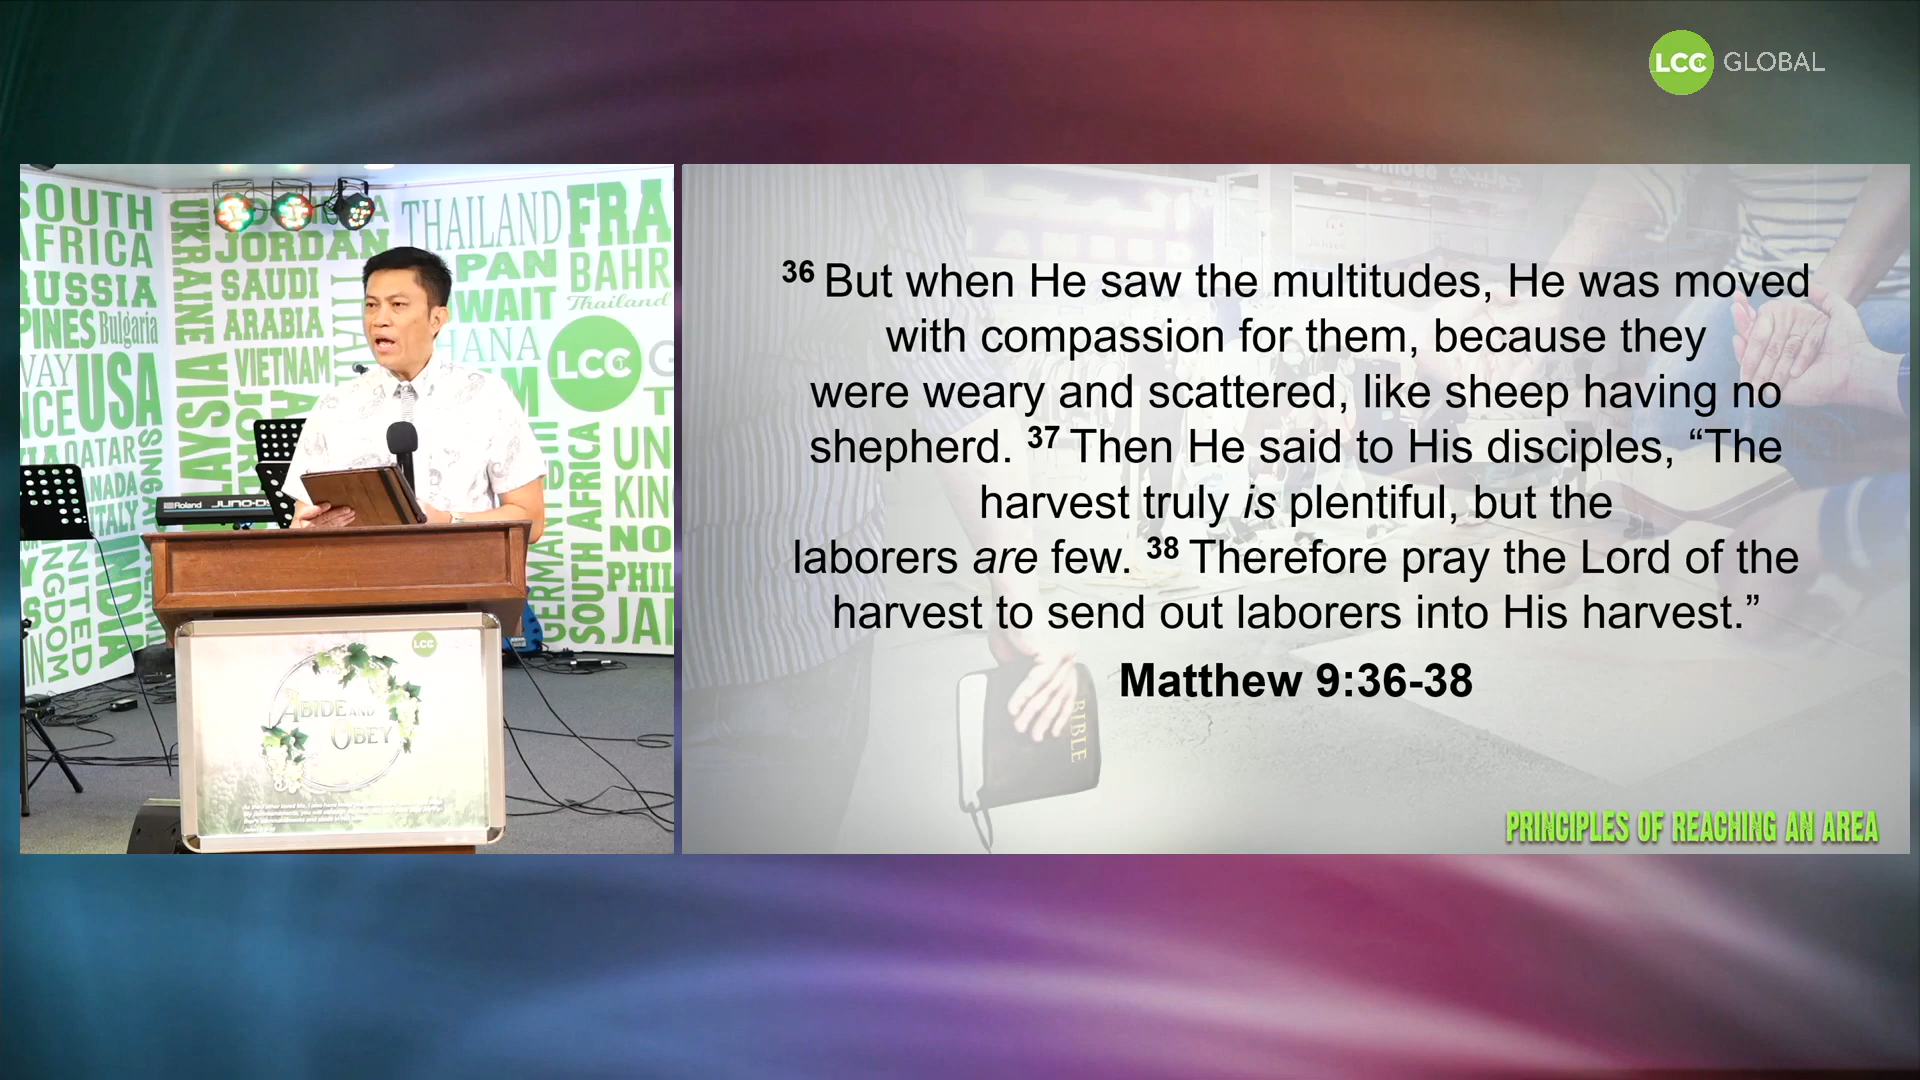 LCC GLOBAL
SOUTH
AFRICA
RUSSIA
PINES Bulgaria
USA
QATAR
ITALY
INDIA
UNITED
SINGA
UKRAINE
JORDAN
SAUDI
ARABIA
VIETNAM
THAILAND
FRA
BAHR
Thailand
LCC G
SOUTH AFRICA
UN
KIN
NO
PHIL
JA
Roland JUNO-D
LCC
ABIDE AND
OBEY
36 But when He saw the multitudes, He was moved
with compassion for them, because they
were weary and scattered, like sheep having no
shepherd. 37 Then He said to His disciples, “The
harvest truly is plentiful, but the
laborers are few. 38 Therefore pray the Lord of the
harvest to send out laborers into His harvest.”
Matthew 9:36-38
BIBLE
PRINCIPLES OF REACHING AN AREA